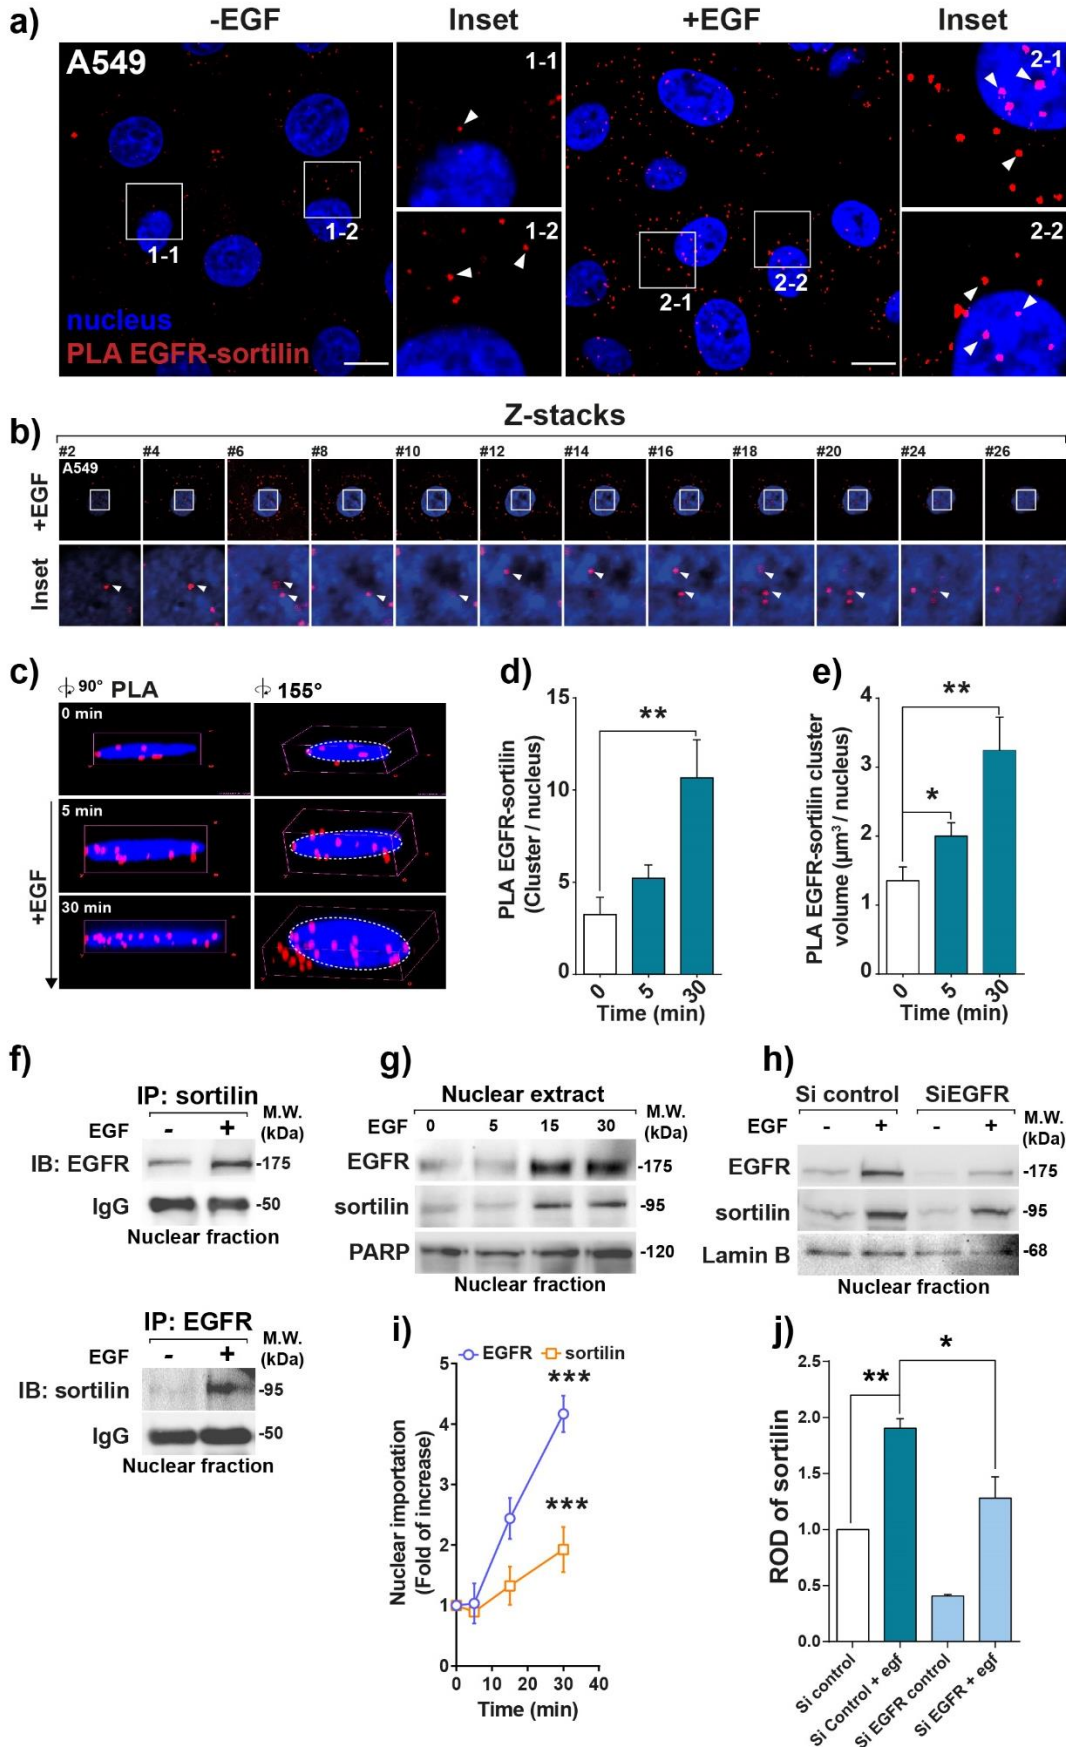 a)
-EGF
Inset
+EGF
Inset
A549
1-1
1-2
nucleus
PLA EGFR-sortilin
1-1
1-2
2-1
2-2
2-1
2-2
b)
Z-stacks
#2 #4 #6 #8 #10 #12 #14 #16 #18 #20 #24 #26
A549
+EGF
Inset
c)
90° PLA
155°
0 min
5 min
30 min
+EGF
d)
PLA EGFR-sortilin
(Cluster / nucleus)
15
10
5
0
**
0 5 30
Time (min)
e)
PLA EGFR-sortilin cluster
volume (µm³ / nucleus)
4
3
2
1
0
**
*
0 5 30
Time (min)
f)
IP: sortilin
EGF - + M.W.
(kDa)
IB: EGFR -175
IgG -50
Nuclear fraction
IP: EGFR
EGF - + M.W.
(kDa)
IB: sortilin -95
IgG -50
Nuclear fraction
g)
Nuclear extract
EGF 0 5 15 30 M.W.
(kDa)
EGFR -175
sortilin -95
PARP -120
Nuclear fraction
h)
Si control SiEGFR
EGF - + - + M.W.
(kDa)
EGFR -175
sortilin -95
Lamin B -68
Nuclear fraction
i)
EGFR sortilin
Nuclear importation
(Fold of increase)
5
4
3
2
1
0
***
***
0 10 20 30 40
Time (min)
j)
ROD of sortilin
2.5
2.0
1.5
1.0
0.5
0.0
**
*
Si control
Si Control + egf
Si EGFR control
Si EGFR + egf